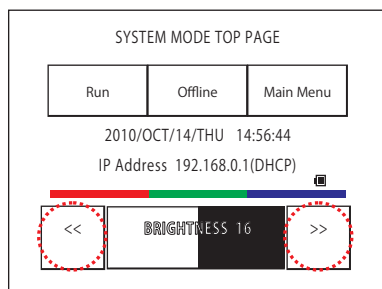 SYSTEM MODE TOP PAGE
Run Offline Main Menu
2010/OCT/14/THU 14:56:44
IP Address 192.168.0.1(DHCP)
<< BRIGHTNESS 16 >>